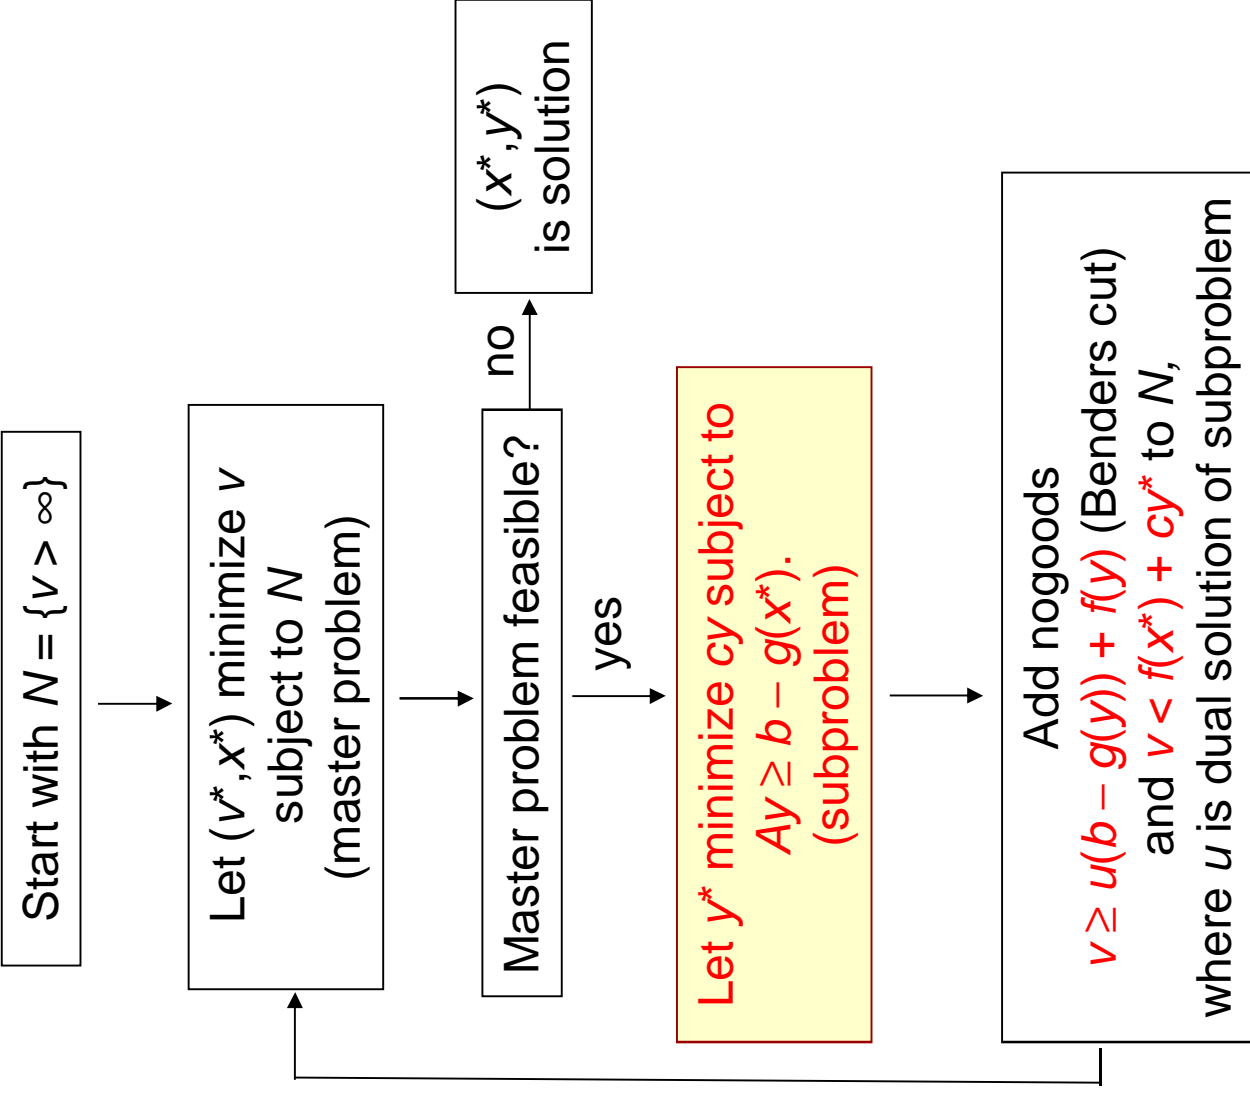 Start with N = {v > ∞}
Let (v*,x*) minimize v
subject to N
(master problem)
Master problem feasible?
no
(x*,y*)
is solution
yes
Let y* minimize cy subject to
Ay ≥ b − g(x*).
(subproblem)
Add nogoods
v ≥ u(b − g(y)) + f(y) (Benders cut)
and v < f(x*) + cy* to N,
where u is dual solution of subproblem